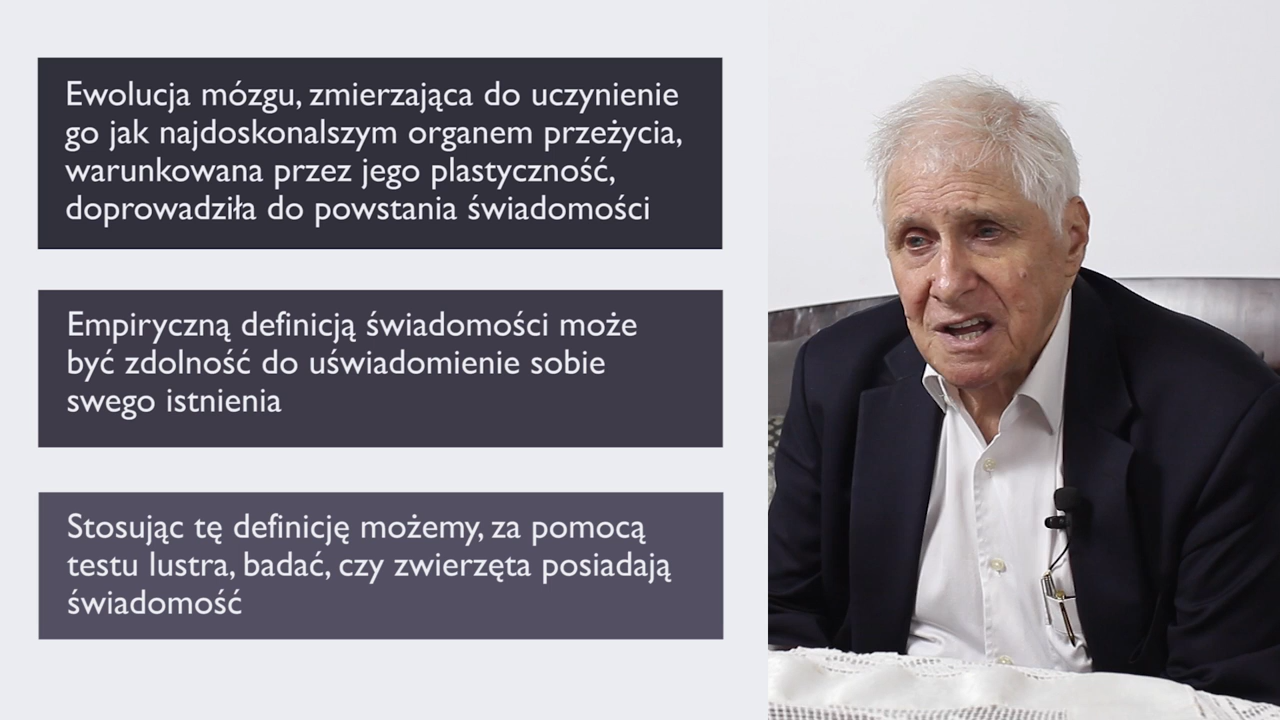 Ewolucja mózgu, zmierzająca do uczynienie
go jak najdoskonalszym organem przeżycia,
warunkowana przez jego plastyczność,
doprowadziła do powstania świadomości
Empiryczną definicją świadomości może
być zdolność do uświadomienie sobie
swego istnienia
Stosując tę definicję możemy, za pomocą
testu lustra, badać, czy zwierzęta posiadają
świadomość